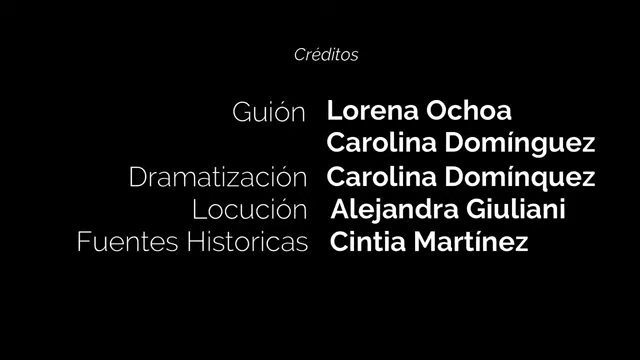 Créditos
Guión Lorena Ochoa
Carolina Domínguez
Dramatización Carolina Domínquez
Locución Alejandra Giuliani
Fuentes Historicas Cintia Martínez